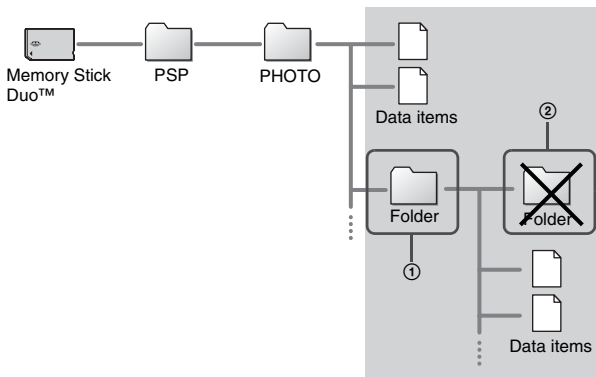 Memory Stick
Duo™
PSP
PHOTO
Data items
②
Folder
Folder
①
Data items